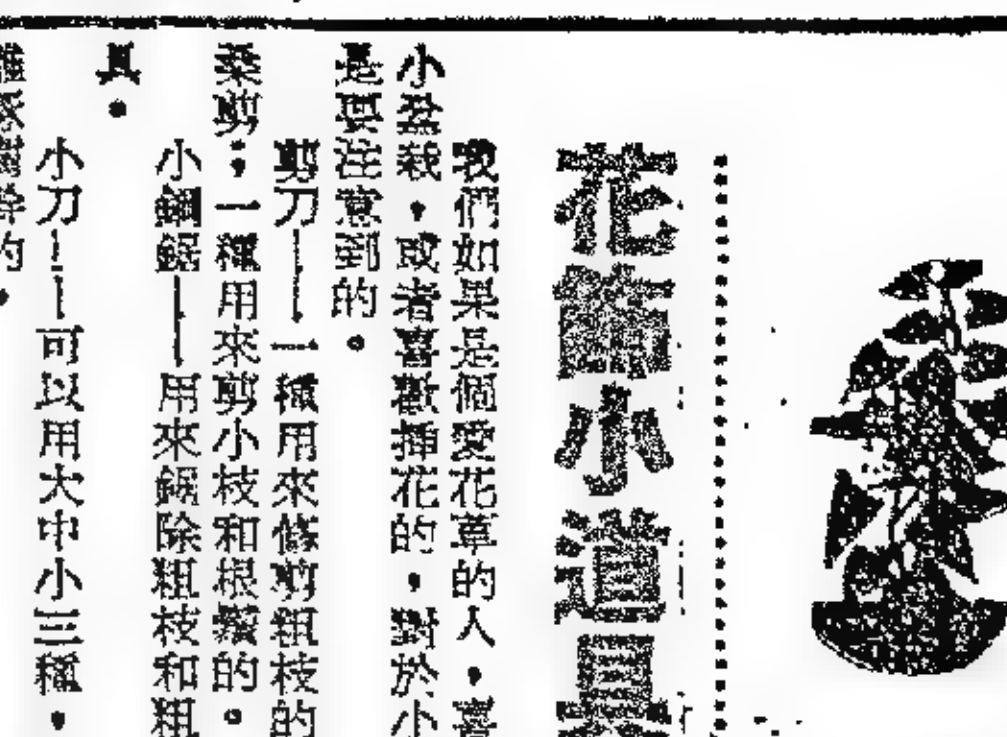 花飾小道具
我們如果是個愛花草的人，喜
小盆栽，或者喜歡插花的，對於小
是要注意到的。
剪刀——一種用來修剪粗枝的
葉剪；一種用來剪小枝和根鬚的。
小鋼鋸——用來鋸除粗枝和粗
具。
小刀——可以用大中小三種，
的。